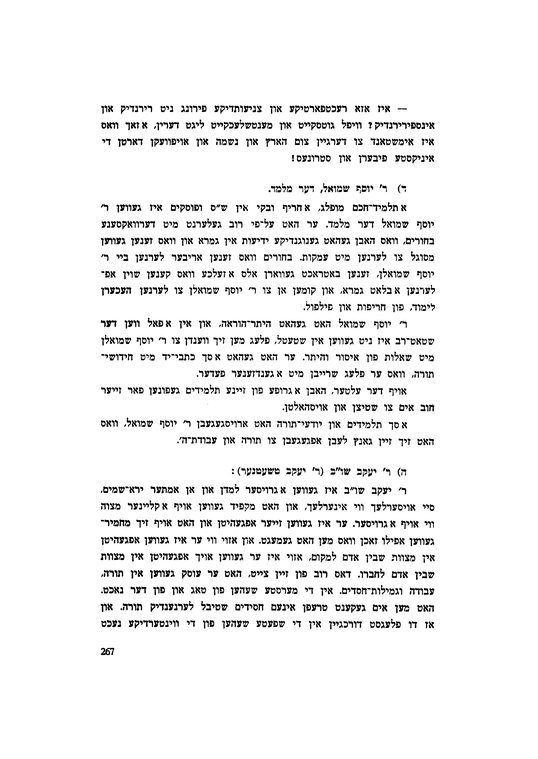 — איז אזא רעכטפארטיקע און צניעותדיקע פירונג ניט רירנדיק און
אינספירירנדיק? וויפל גוטסקייט און מענטשלעכקייט ליגט דערין, א זאך וואס
איז אימשטאנד צו דערגיין צום הארץ און נשמה און אויפוועקן דארטן די
איניקסטע פיבערן און סטרונעס!
ד) ר' יוסף שמואל, דער מלמד.
א תלמיד־חכם מופלג, א חריף ובקי אין ש"ס ופוסקים איז געווען ר'
יוסף שמואל דער מלמד. ער האט על־פי רוב געלערנט מיט דערוואקסענע
בחורים, וואס האבן געהאט גענוגנדיקע ידיעות אין גמרא און וואס זענען געווען
מסוגל צו לערנען מיט עמקות. בחורים וואס זענען אריבער לערנען ביי ר'
יוסף שמואלן, זענען באטראכט געווארן אלס אזעלכע וואס קענען שוין אפ־
לערנען א בלאט גמרא, און קומען אן צו ר' יוסף שמואלן צו לערנען העכערן
לימוד, פון חריפות און פילפול.
ר' יוסף שמואל האט געהאט היתר־הוראה, און אין א פאל ווען דער
שטאט־רב איז ניט געווען אין שטעטל, פלעג מען זיך ווענדן צו ר' יוסף שמואלן
מיט שאלות פון איסור והיתר. ער האט געהאט א סך כתבי־יד מיט חידושי־
תורה, וואס ער פלעג שרייבן מיט א גענדזענער פעדער.
אויף דער עלטער, האבן א גרופע פון זיינע תלמידים געפונען פאר זייער
חוב אים צו שטיצן און אויסהאלטן.
א סך תלמידים און יודעי־תורה האט ארויסגעגעבן ר' יוסף שמואל, וואס
האט זיך זיין גאנץ לעבן אפגעגעבן צו תורה און עבודת־ה'.
ה) ר' יעקב שו"ב (ר' יעקב טשעטנער):
ר' יעקב שו"ב איז געווען א גרויסער למדן און אן אמתער ירא־שמים,
סיי אויסערלעך ווי אינערלעך, און האט מקפיד געווען אויף א קליינער מצוה
ווי אויף א גרויסער. ער איז געווען זייער אפגעהיטן און האט אויף זיך מחמיר־
געווען אפילו זאכן וואס מען האט געמעגט. און אזוי ווי ער איז געווען אפגעהיטן
אין מצוות שבין אדם למקום, אזוי איז ער געווען אויך אפגעהיטן אין מצוות
שבין אדם לחברו. דאס רוב פון זיין צייט, האט ער עוסק געווען אין תורה,
עבודה וגמילות־חסדים. אין די מערסטע שעהען פון טאג און פון דער נאכט.
האט מען אים געקענט טרעפן אינעם חסידים שטיבל לערנענדיק תורה. און
אז דו פלעגסט דורכגיין אין די שפעטע שעהען פון די ווינטערדיקע נעכט
267